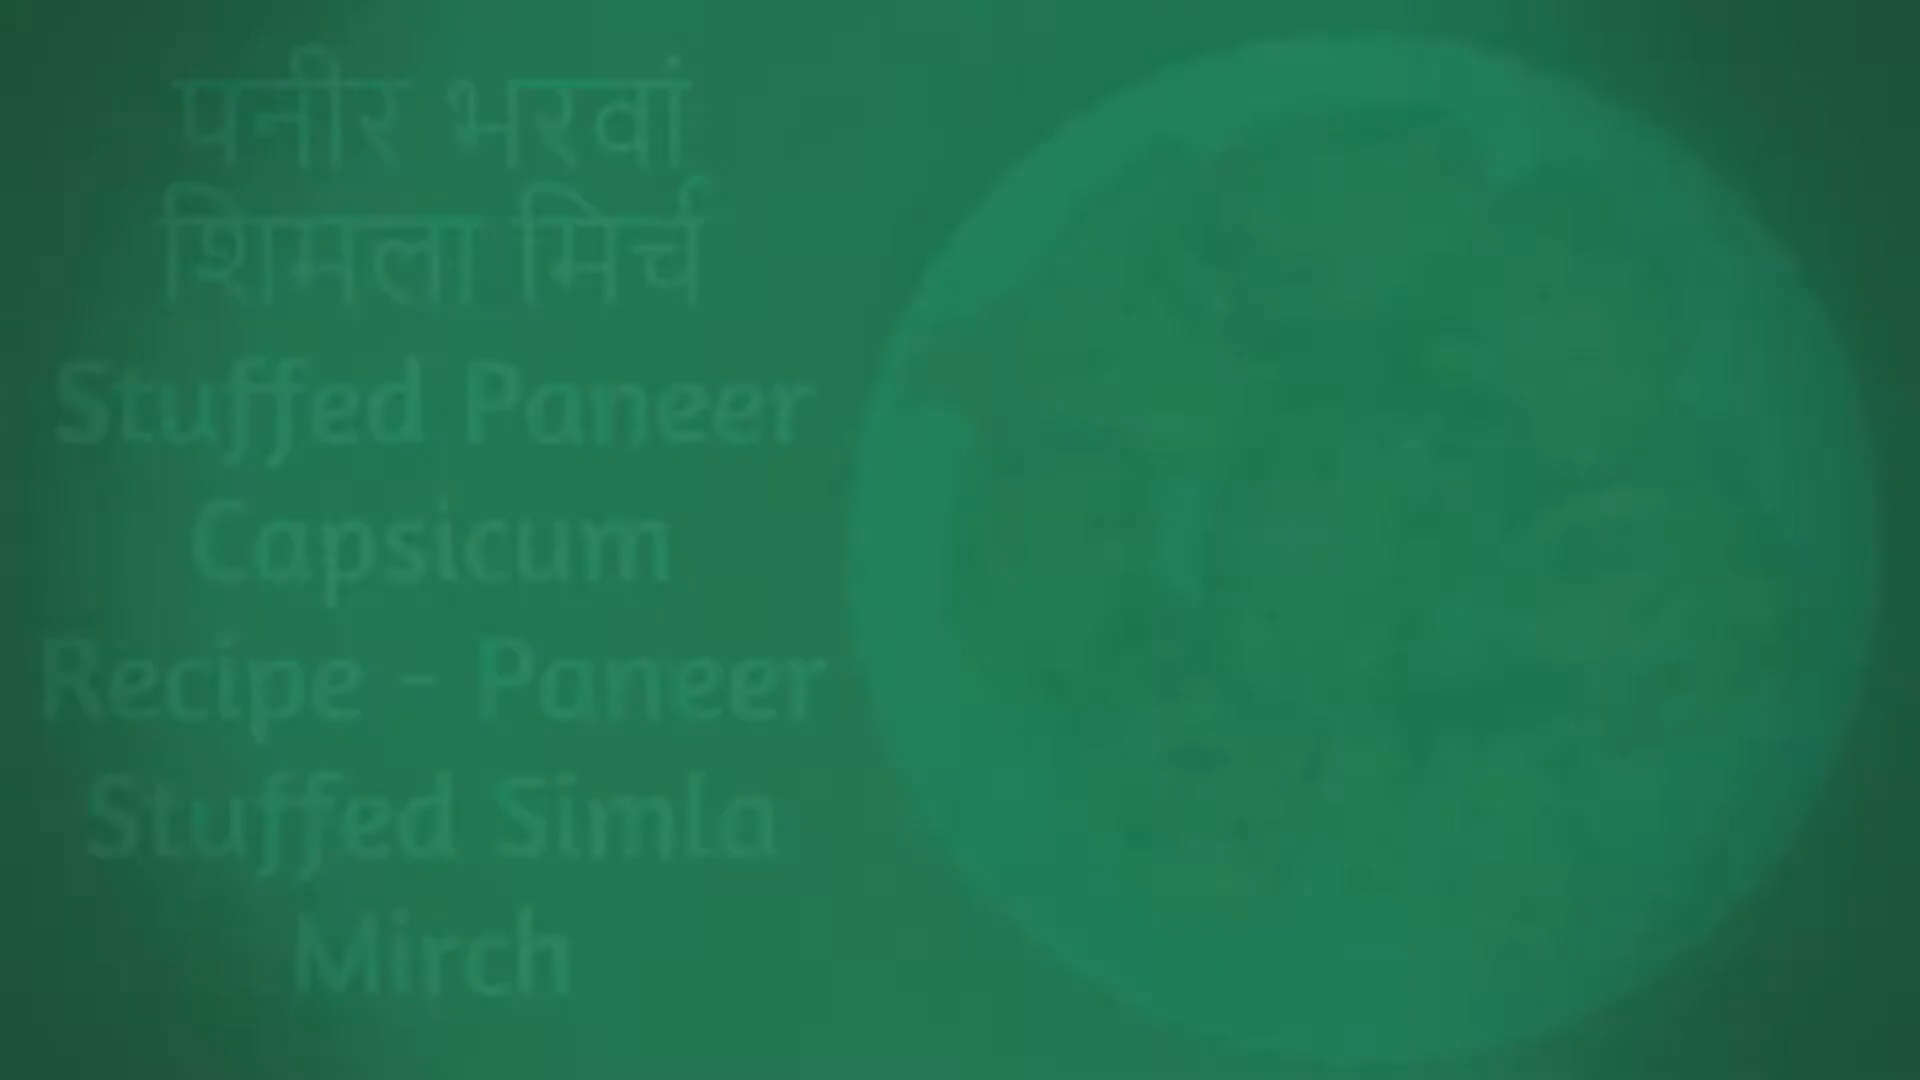 पनीर भरवां
शिमला मिर्च
Stuffed Paneer
Capsicum
Recipe - Paneer
Stuffed Simla
Mirch